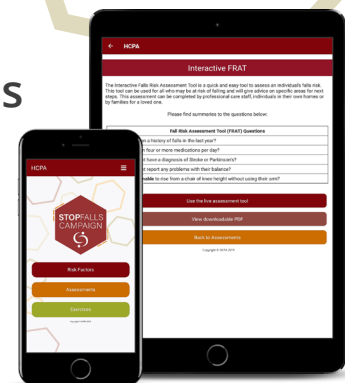 S
← HCPA
Interactive FRAT
The Interactive Falls Risk Assessment Tool is a quick and easy tool to assess an individual's falls risk.
This tool can be used for all who may be at risk of falling and will give advice on specific areas for next
steps. This assessment can be completed by professional care staff, individuals in their own homes or
by families for a loved one.
Please find summaries to the questions below:
Fall Risk Assessment Tool (FRAT) Questions
a history of falls in the last year?
four or more medications per day?
have a diagnosis of Stroke or Parkinson's?
report any problems with their balance?
to rise from a chair of knee height without using their arm?
Use the live assessment tool
View downloadable PDF
Back to Assessments
Copyright © HCPA 2019
HCPA
STOPFALLS
CAMPAIGN
Risk Factors
Assessments
Exercises